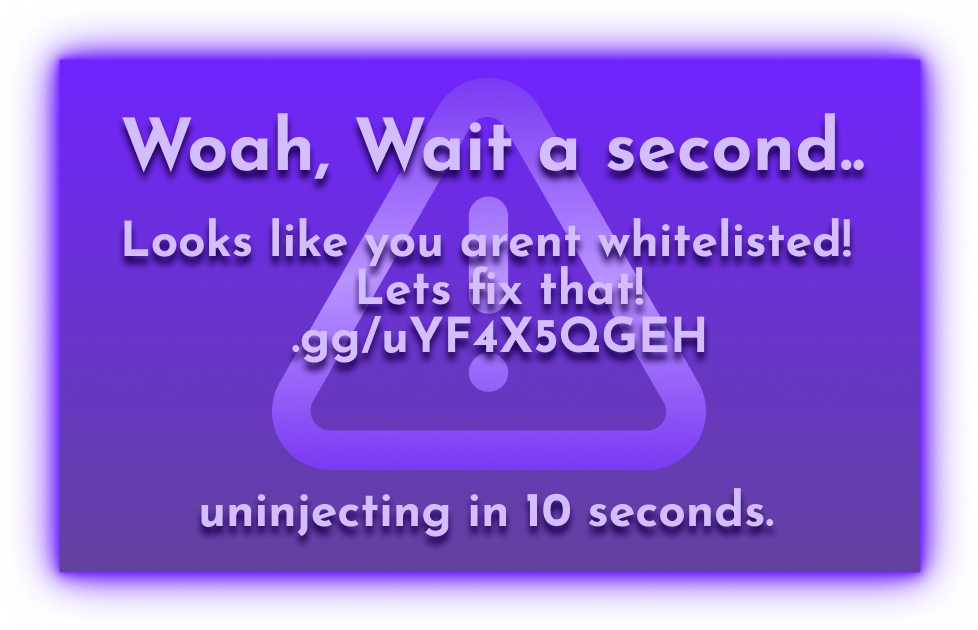 Woah, Wait a second..
Looks like you arent whitelisted!
Lets fix that!
.gg/uYF4X5QGEH
uninjecting in 10 seconds.